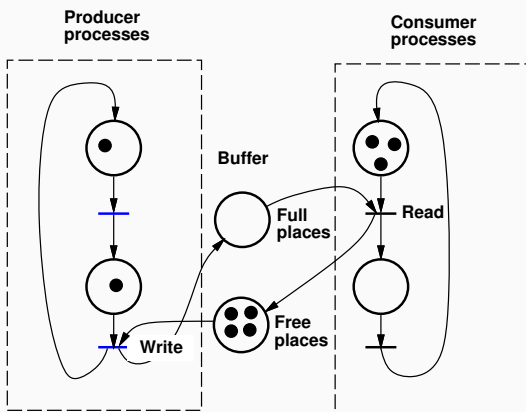 Producer
processes
Consumer
processes
Buffer
Full
places
Read
Free
places
Write